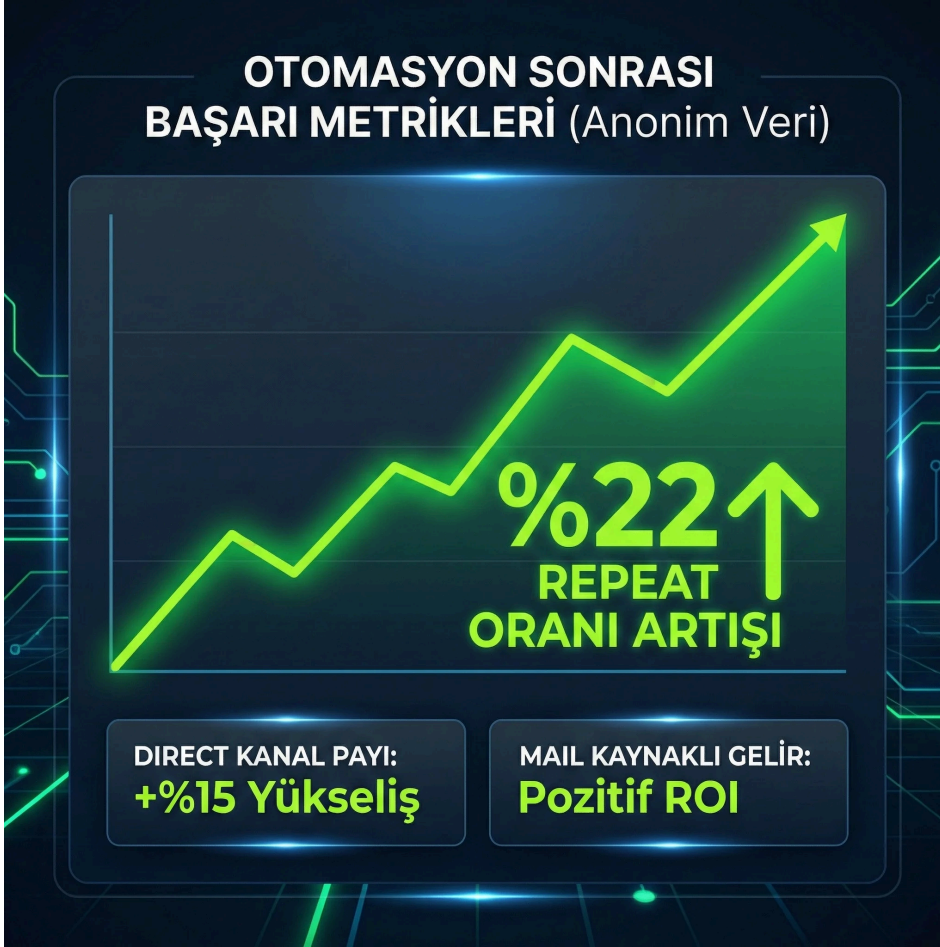 OTOMASYON SONRASI
BAŞARI METRİKLERİ (Anonim Veri)
%22
REPEAT
ORANI ARTIŞI
DIRECT KANAL PAYI:
+%15 Yükseliş
MAIL KAYNAKLI GELİR:
Pozitif ROI